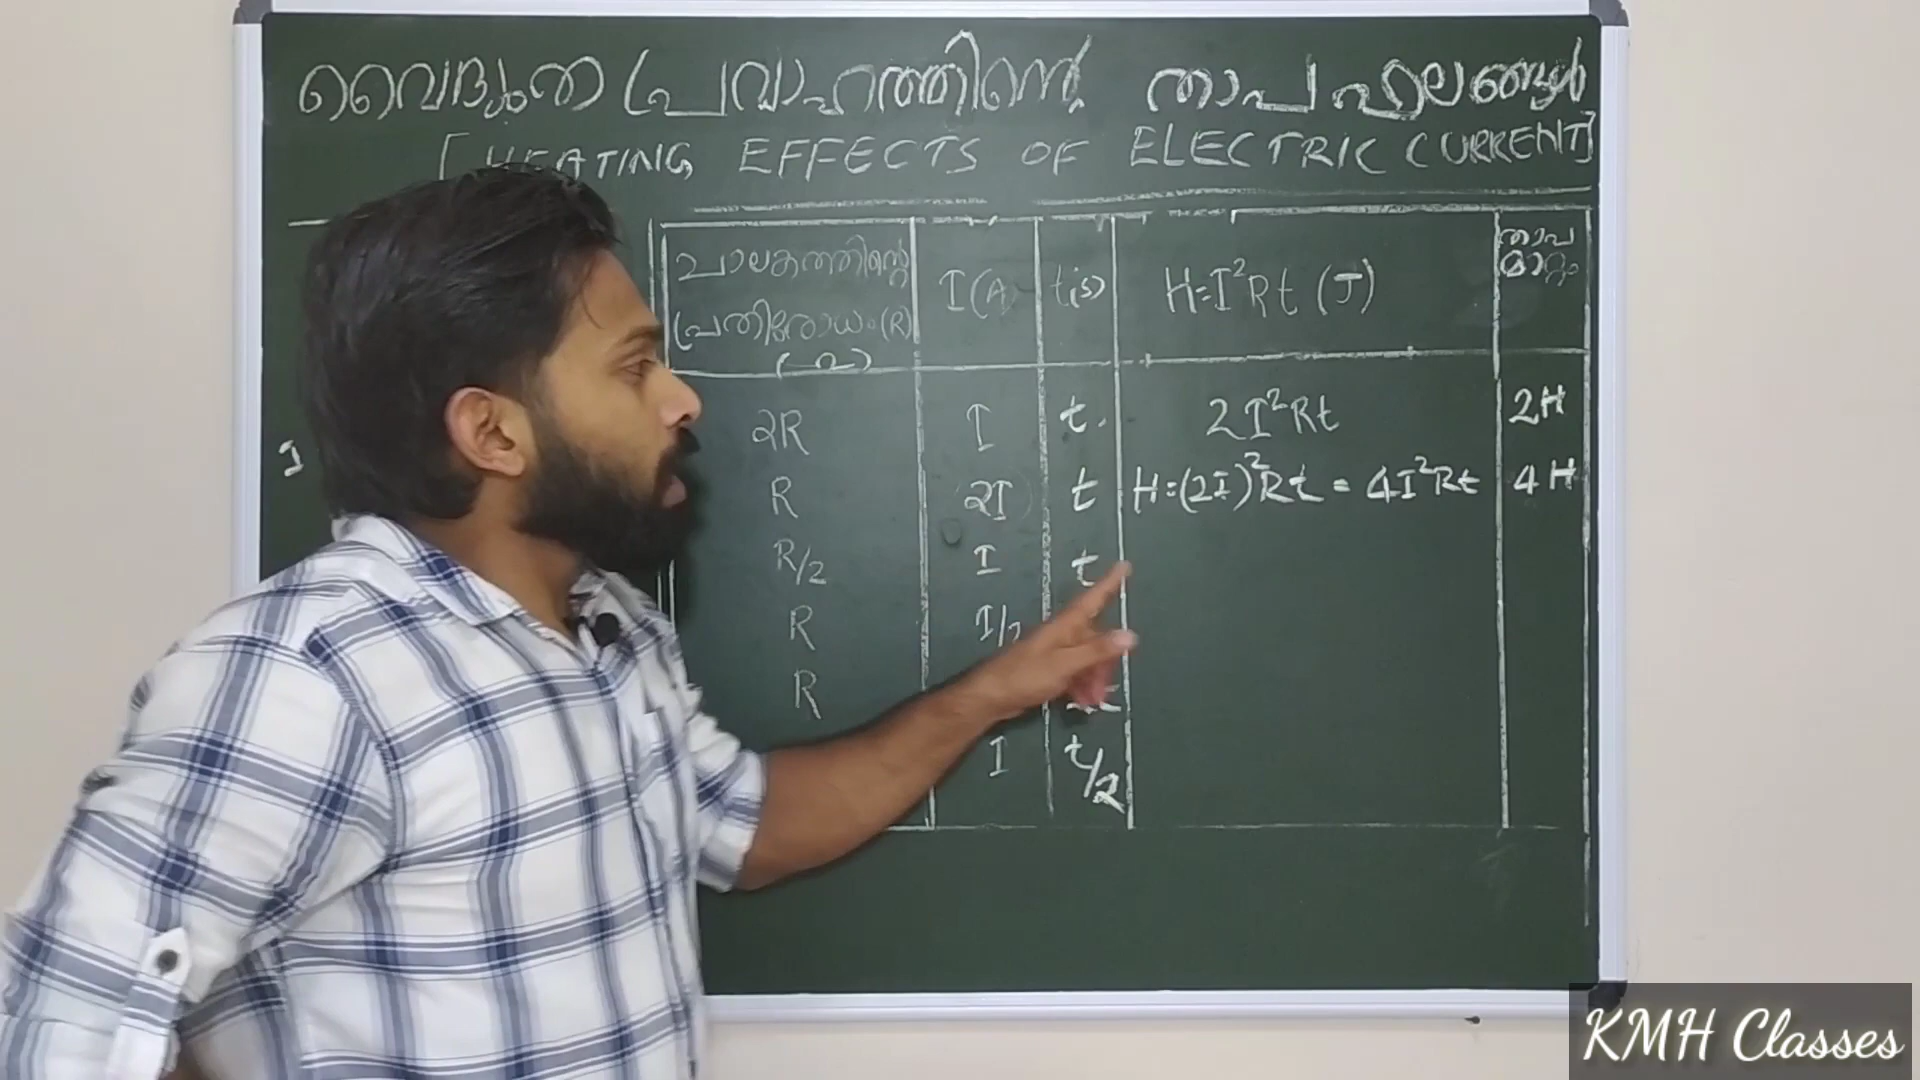 വൈദ്യുത പ്രവാഹത്തിന്റെ താപഫലങ്ങൾ
[HEATING EFFECTS OF ELECTRIC CURRENT]
ചാലകത്തിന്റെ പ്രതിരോധം (R) (Ω) I(A) t(s) H=I²Rt (J) താപ മാറ്റം
2R I t 2I²Rt 2H
1
R 2I t H=(2I)²Rt = 4I²Rt 4H
R/2 I t
R I/2
R
I t/2
KMH Classes